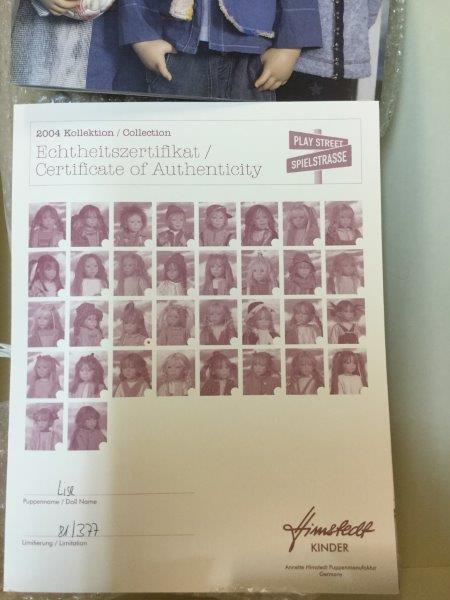 2004 Kollektion / Collection
Echtheitszertifikat /
Certificate of Authenticity
PLAY STREET
SPIELSTRASSE
Lise
Puppenname / Doll Name
81/377
Limitierung / Limitation
Himstedt
KINDER
Annette Himstedt Puppenmanufaktur
Germany